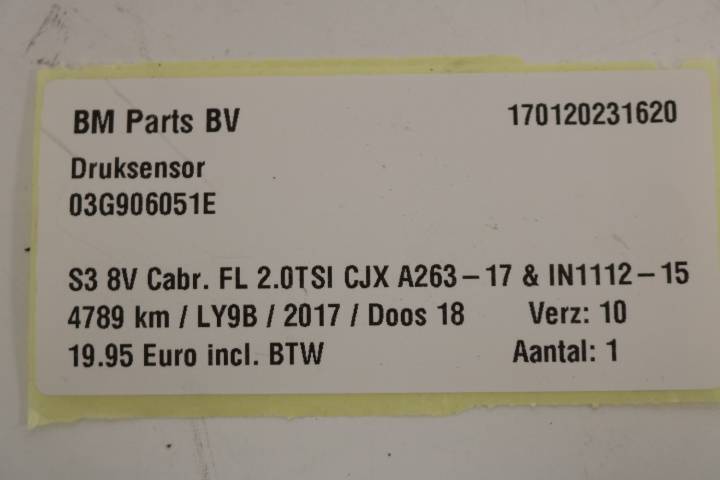 BM Parts BV 170120231620
Druksensor
03G906051E
S3 8V Cabr. FL 2.0TSI CJX A263-17 & IN1112-15
4789 km / LY9B / 2017 / Doos 18 Verz: 10
19.95 Euro incl. BTW Aantal: 1